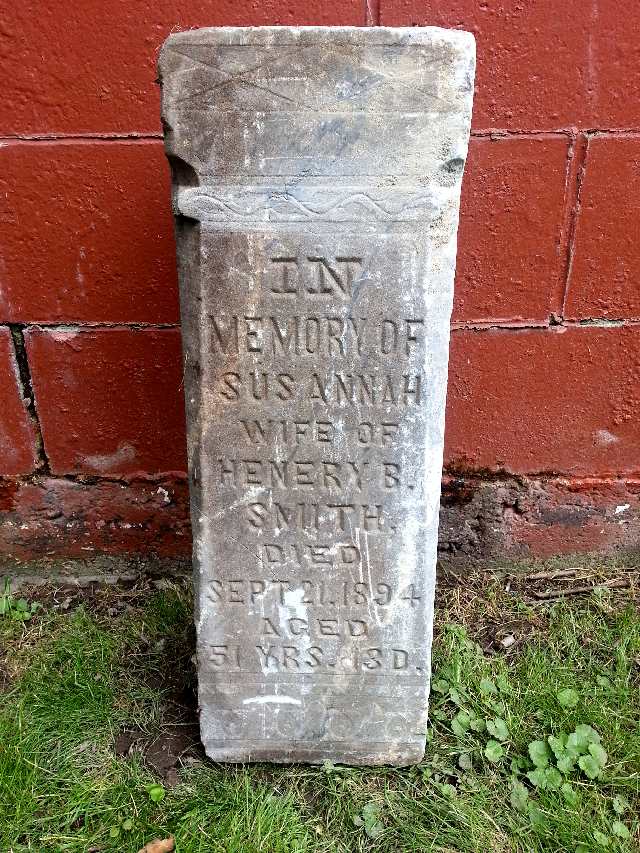 IN
MEMORY OF
SUSANNAH
WIFE OF
HENERY B.
SMITH,
DIED
SEPT 21.1894
AGED
51 YRS. 13 D.